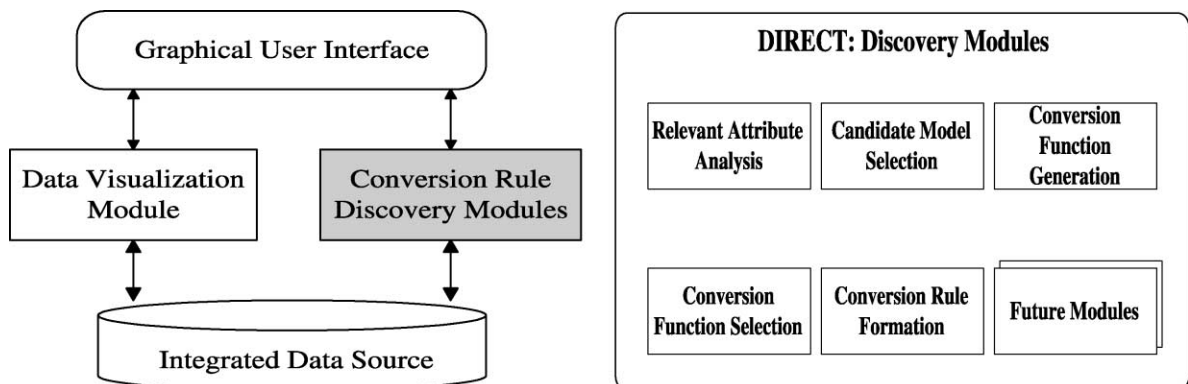 Graphical User Interface
Data Visualization
Module
Conversion Rule
Discovery Modules
Integrated Data Source
DIRECT: Discovery Modules
Relevant Attribute
Analysis
Candidate Model
Selection
Conversion
Function
Generation
Conversion
Function Selection
Conversion Rule
Formation
Future Modules